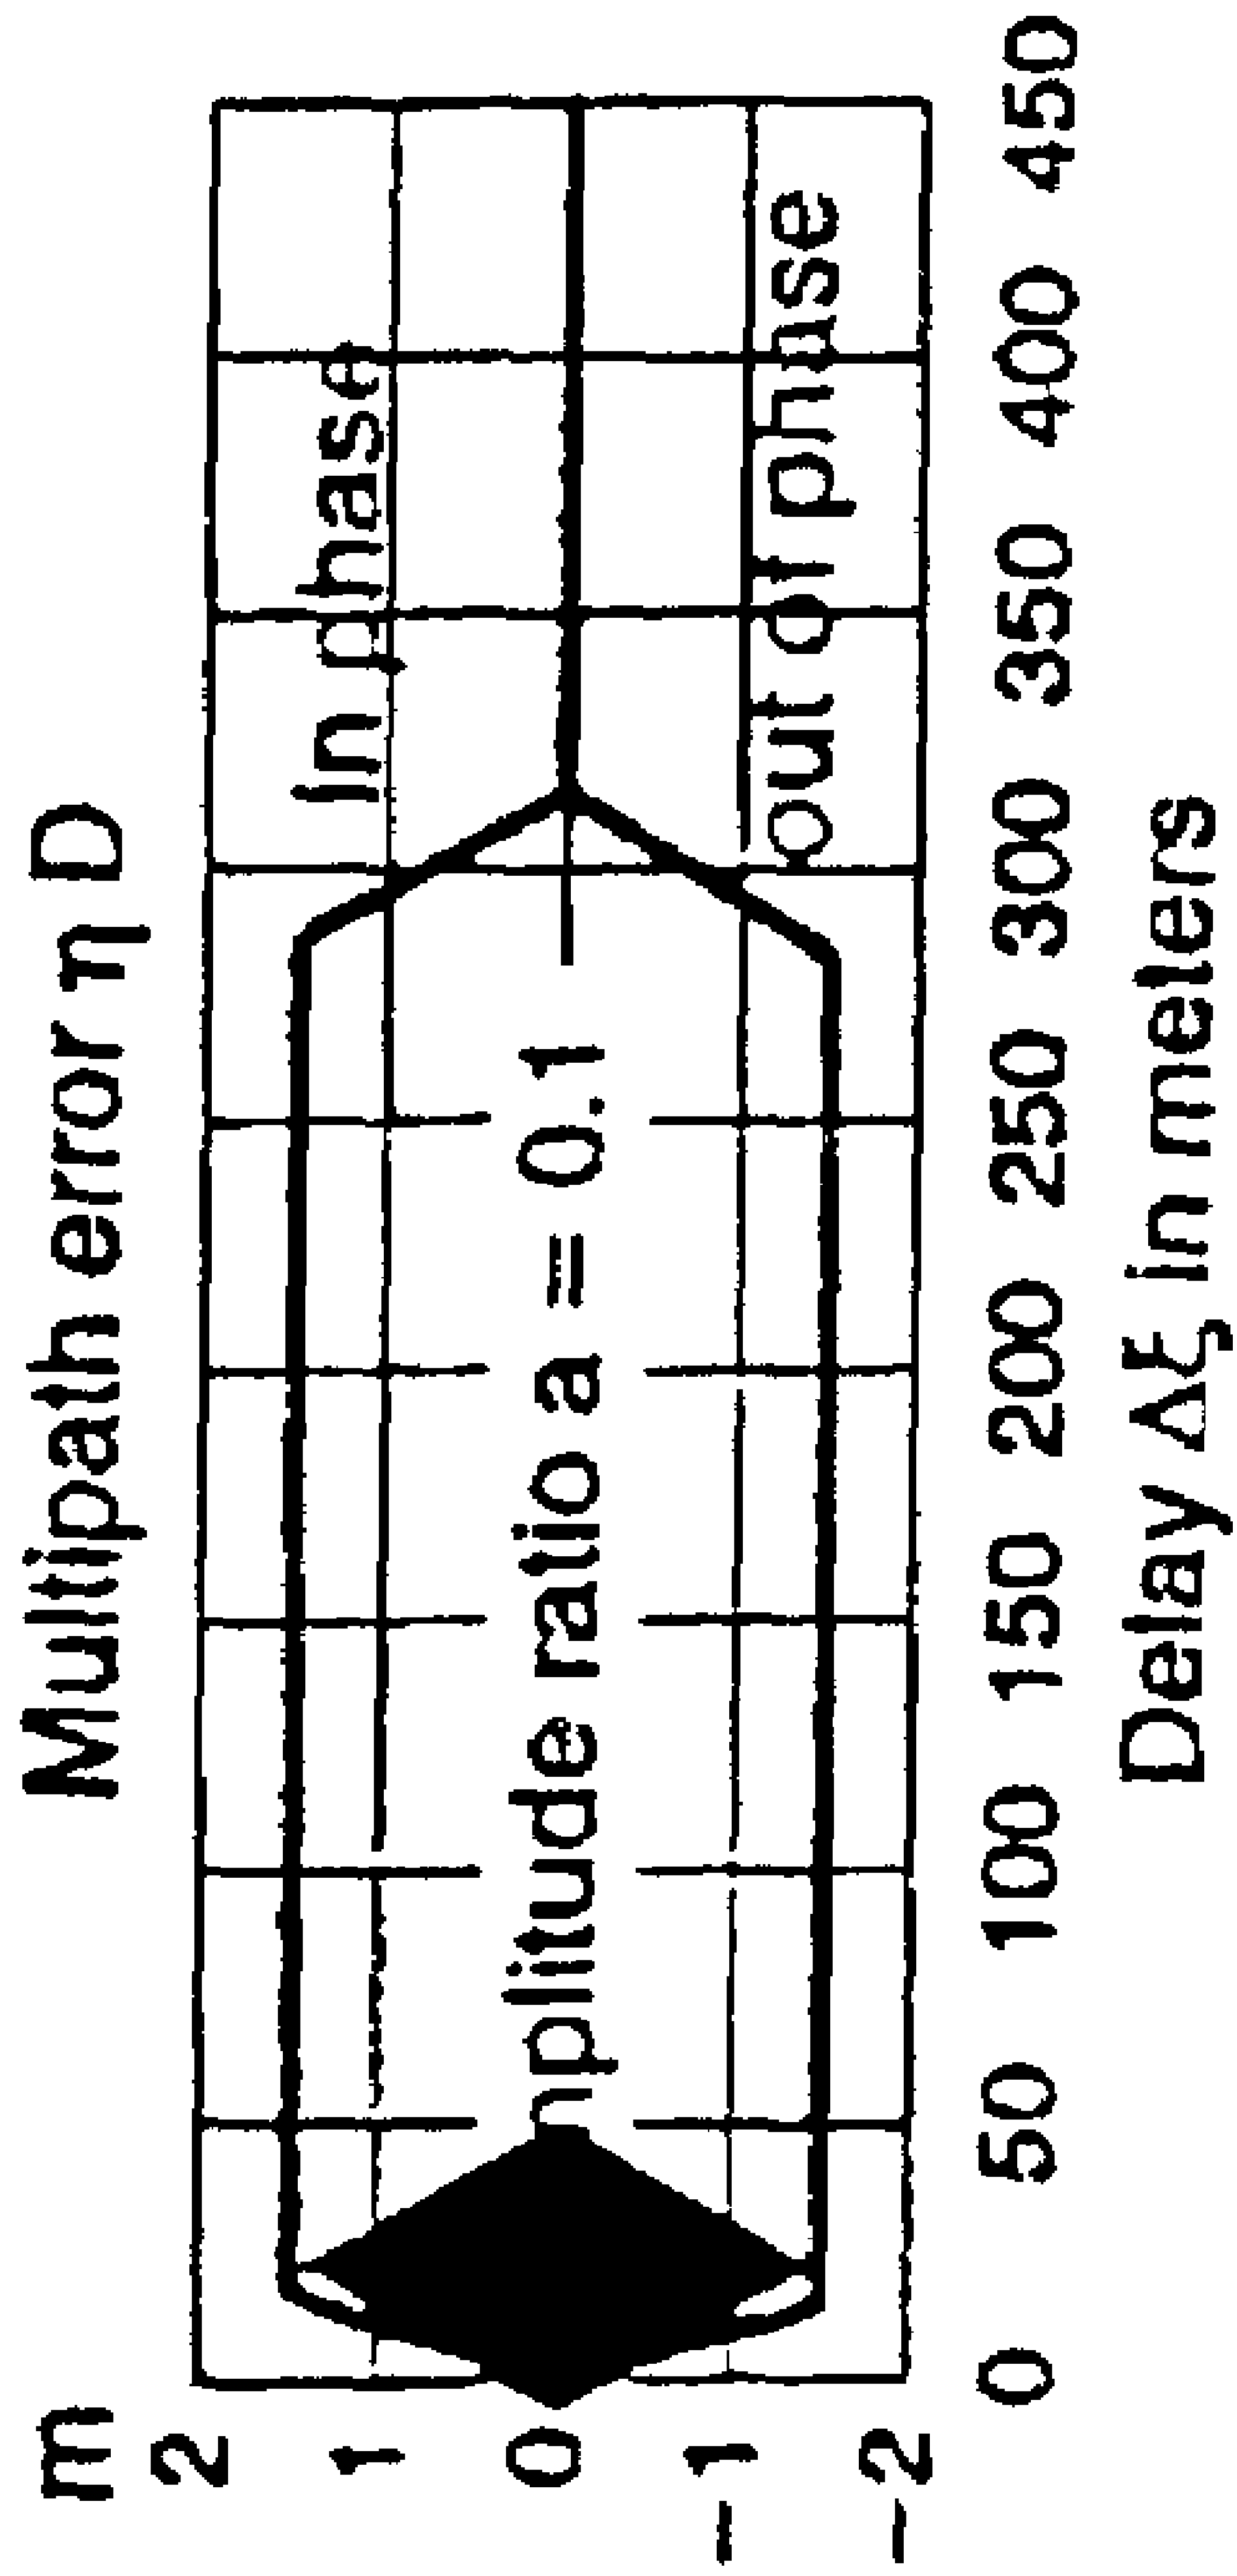 Multipath error η D
m
2
1
0
-1
-2
in phase
nplitude ratio a = 0.1
out of phase
0 50 100 150 200 250 300 350 400 450
Delay Δξ in melers